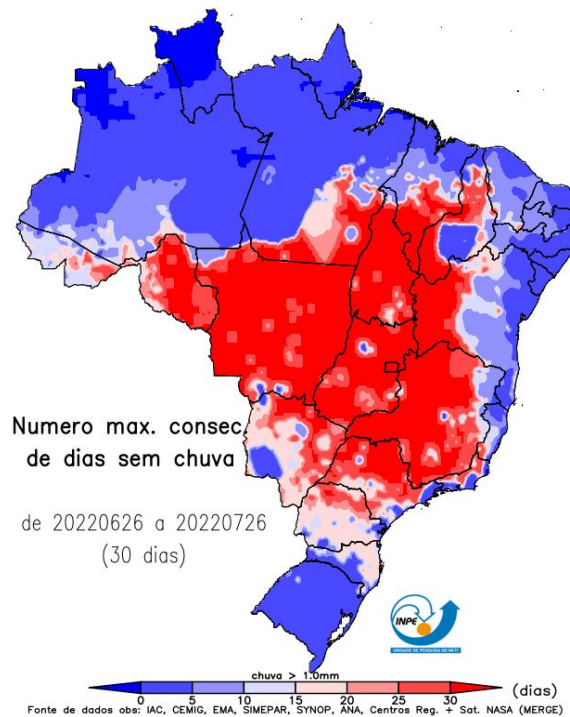 Numero max. consec
de dias sem chuva
de 20220626 a 20220726
(30 dias)
INPE
chuva > 1.0mm
0 5 10 15 20 25 30 (dias)
Fonte de dados obs: IAC, CEMIG, EMA, SIMEPAR, SYNOP, ANA, Centros Reg. + Sat. NASA (MERGE)